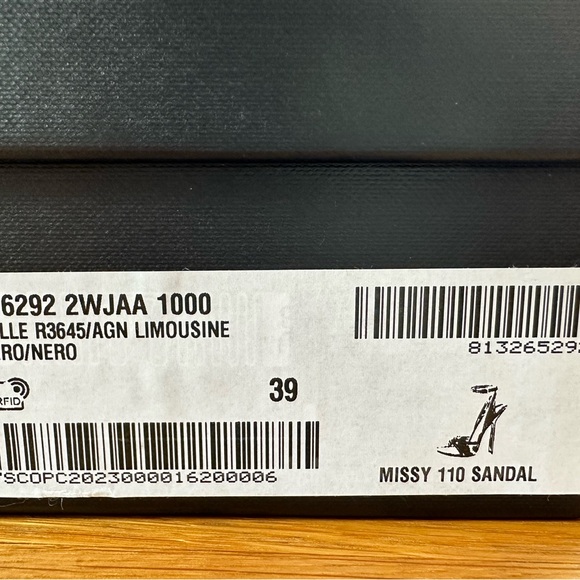 6292 2WJAA 1000
LLE R3645/AGN LIMOUSINE
RO/NERO
RFID
39
SCOPC2023000016200006
81326529
MISSY 110 SANDAL